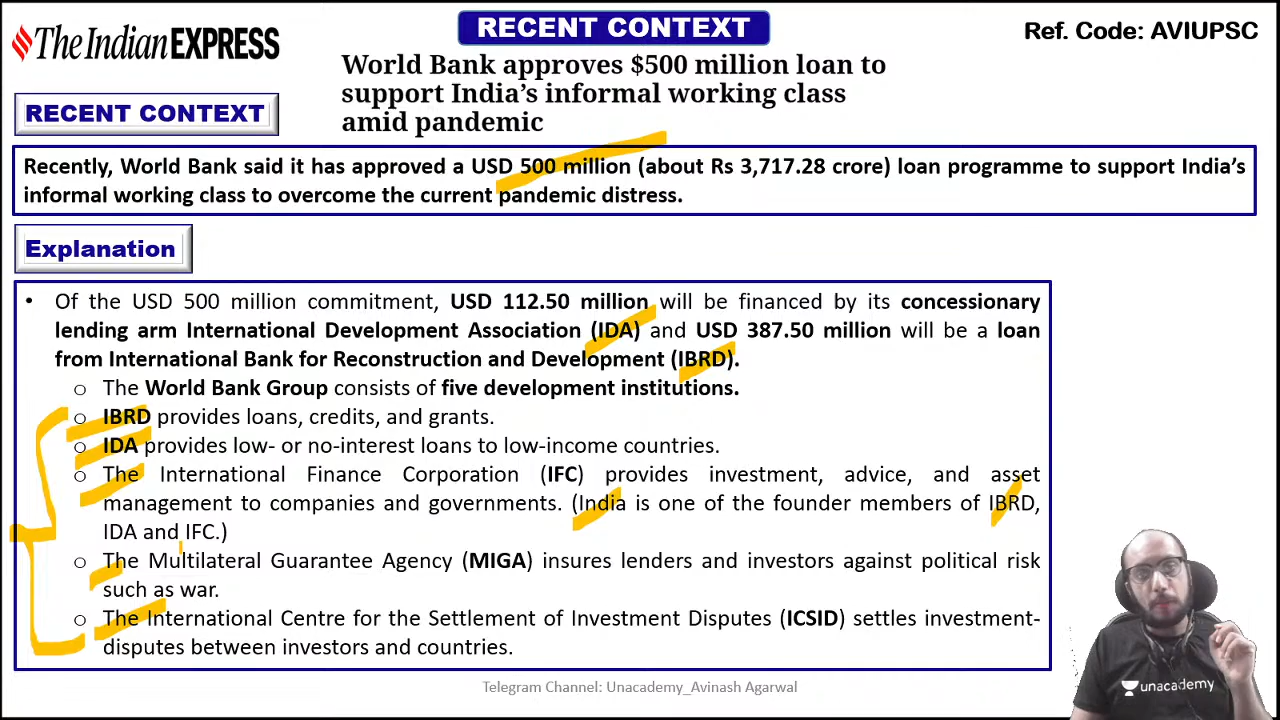 The Indian EXPRESS
RECENT CONTEXT
Ref. Code: AVIUPSC
World Bank approves $500 million loan to
support India's informal working class
amid pandemic
RECENT CONTEXT
Recently, World Bank said it has approved a USD 500 million (about Rs 3,717.28 crore) loan programme to support India's
informal working class to overcome the current pandemic distress.
Explanation
• Of the USD 500 million commitment, USD 112.50 million will be financed by its concessionary
lending arm International Development Association (IDA) and USD 387.50 million will be a loan
from International Bank for Reconstruction and Development (IBRD).
o The World Bank Group consists of five development institutions.
o IBRD provides loans, credits, and grants.
o IDA provides low- or no-interest loans to low-income countries.
o The International Finance Corporation (IFC) provides investment, advice, and asset
management to companies and governments. (India is one of the founder members of IBRD,
IDA and IFC.)
o The Multilateral Guarantee Agency (MIGA) insures lenders and investors against political risk
such as war.
o The International Centre for the Settlement of Investment Disputes (ICSID) settles investment-
disputes between investors and countries.
unacademy
Telegram Channel: Unacademy_Avinash Agarwal